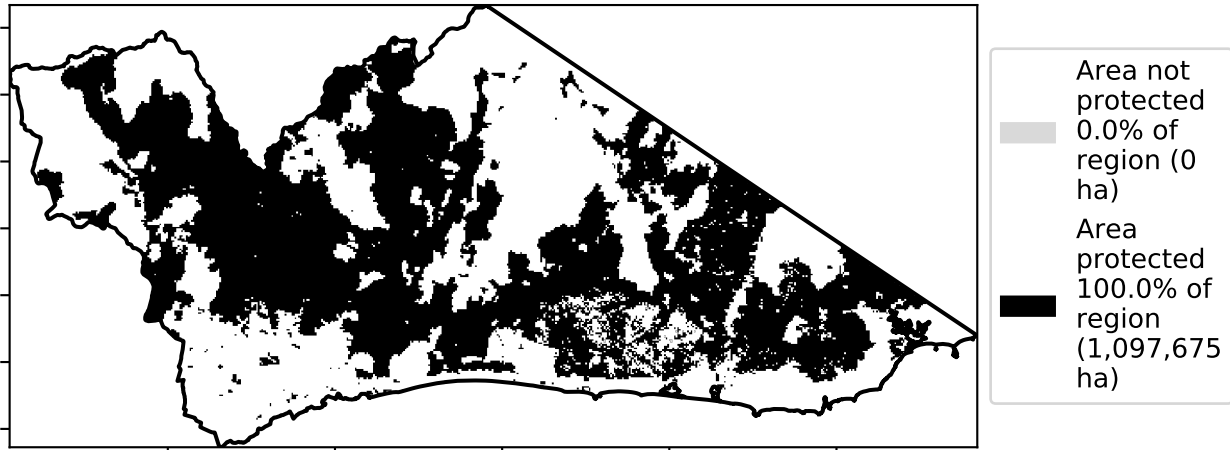 Area not
protected
0.0% of
region (0
ha)
Area
protected
100.0% of
region
(1,097,675
ha)